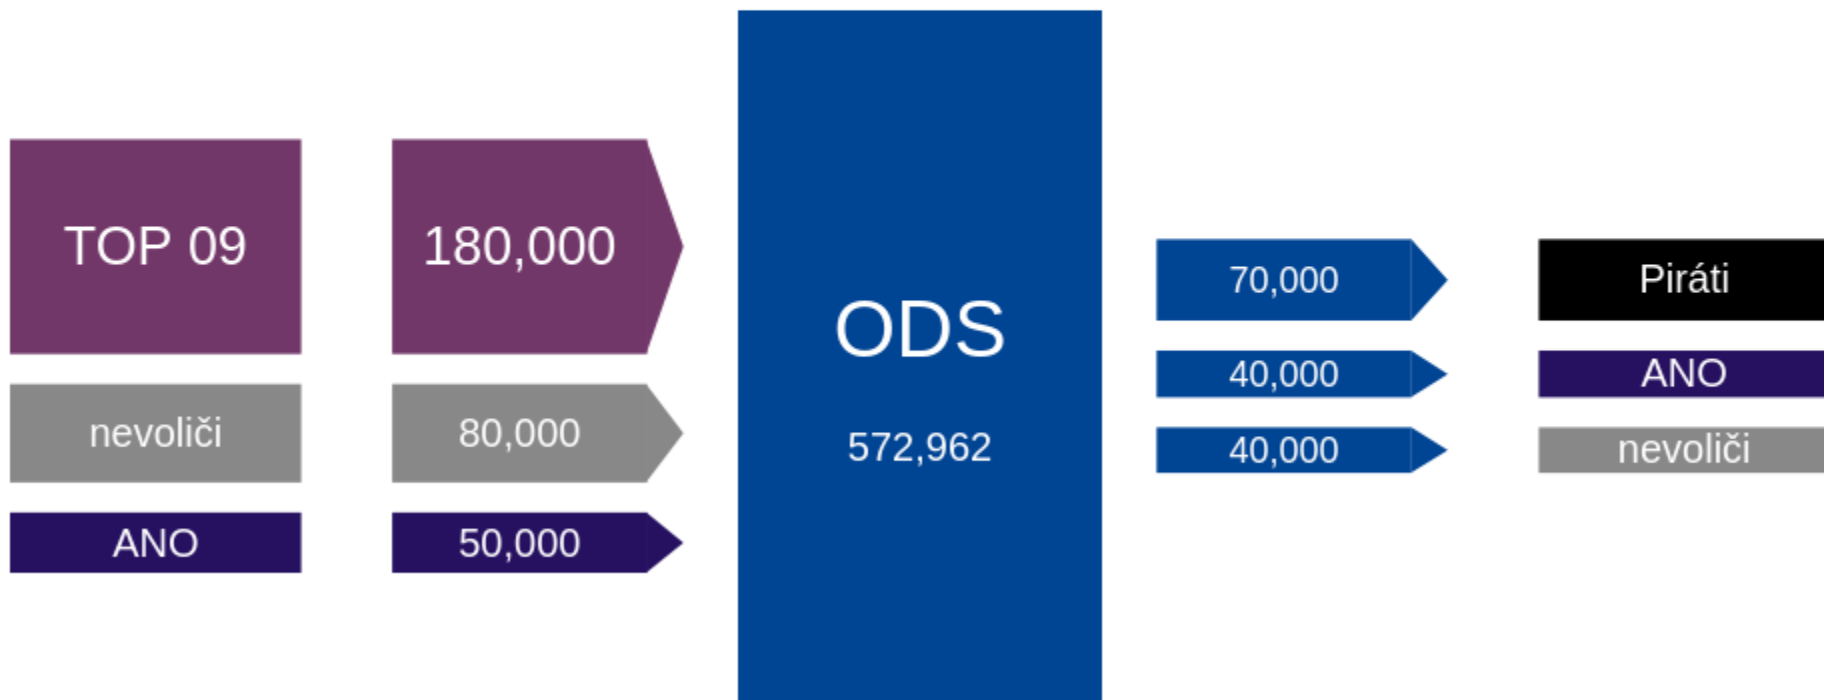 TOP 09
180,000
nevoliči
80,000
ANO
50,000
ODS
572,962
70,000
Piráti
40,000
ANO
40,000
nevoliči